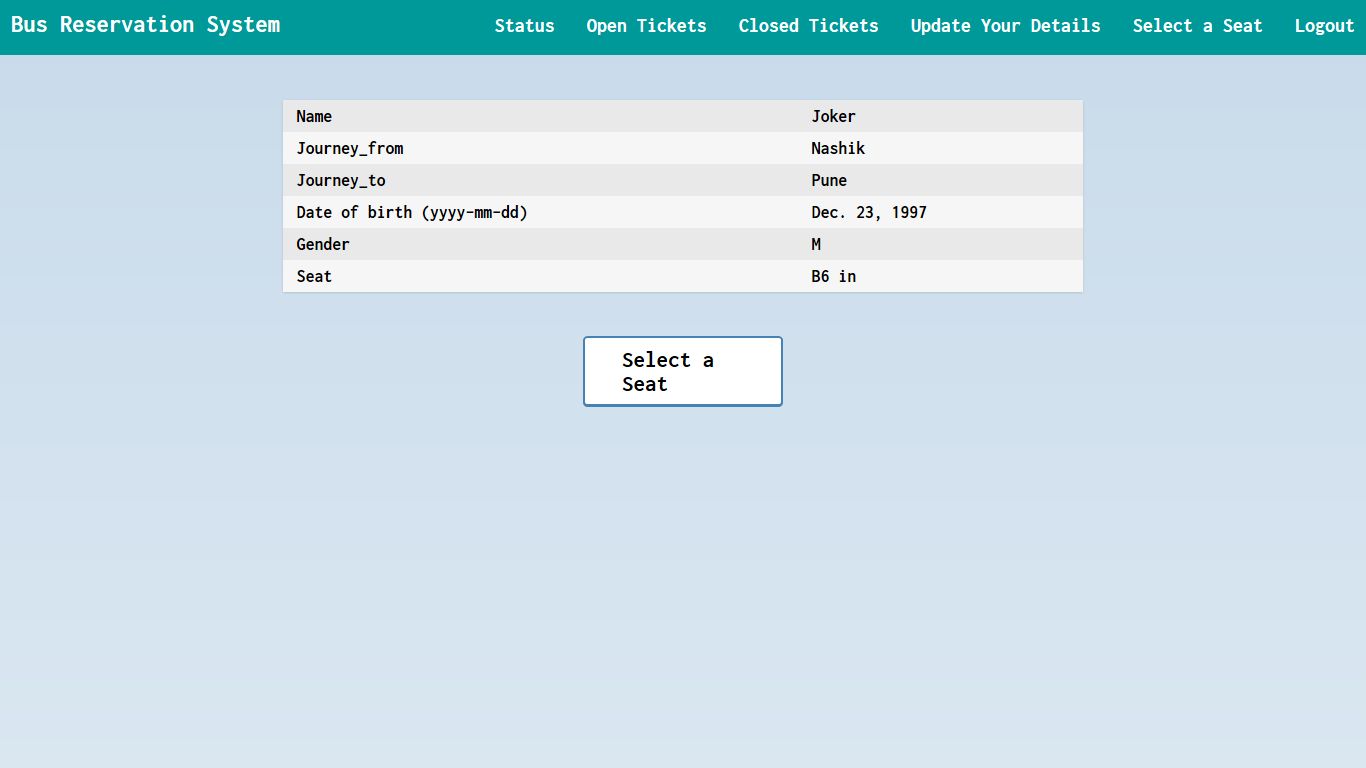 Bus Reservation System Status Open Tickets Closed Tickets Update Your Details Select a Seat Logout
Name Joker
Journey_from Nashik
Journey_to Pune
Date of birth (yyyy-mm-dd) Dec. 23, 1997
Gender M
Seat B6 in
Select a
Seat